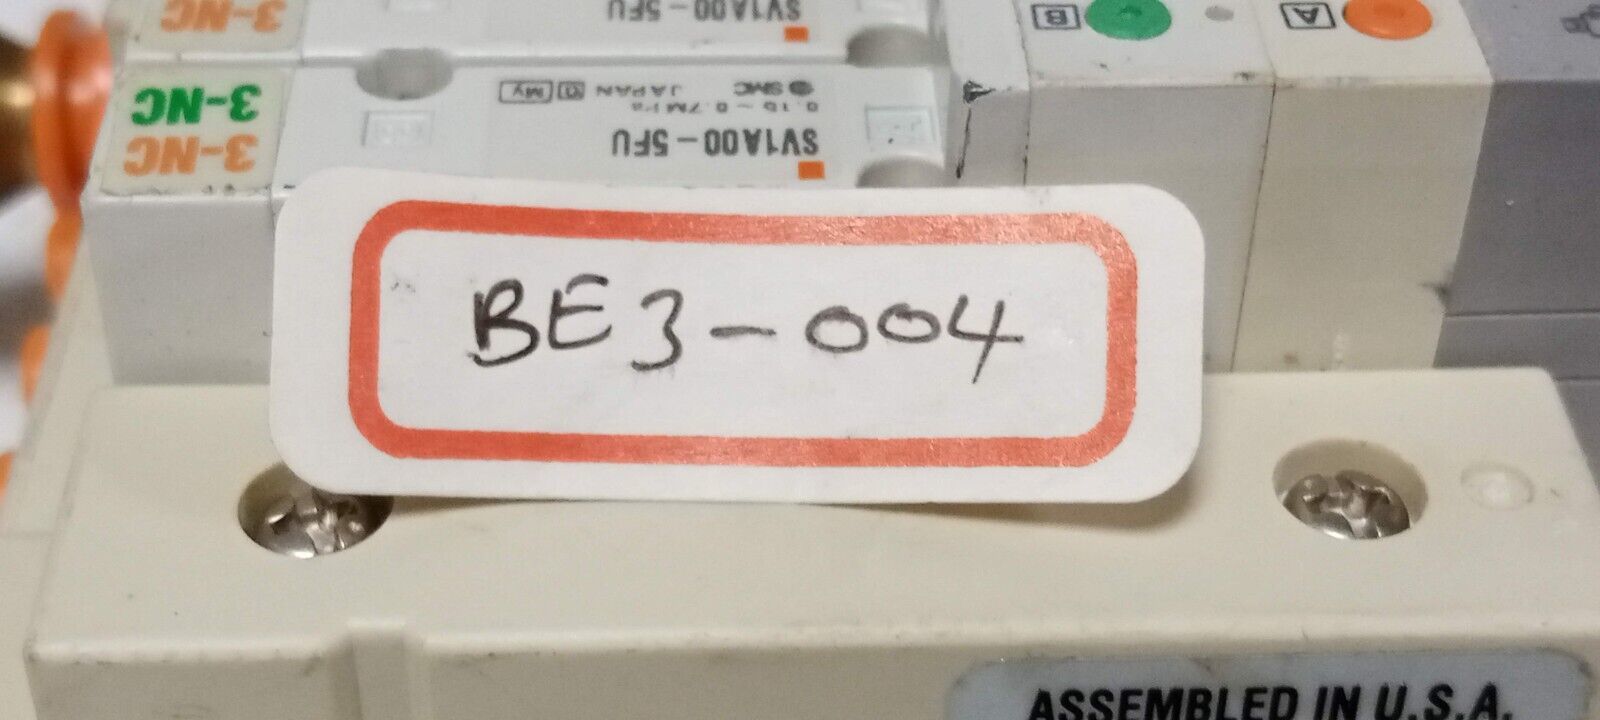 3-NC
SV1A00-5FU
B
A
3-NC
3-NC
SMC
JAPAN
0.15~0.7MPa
SV1A00-5FU
BE3-004
ASSEMBLED IN U.S.A.